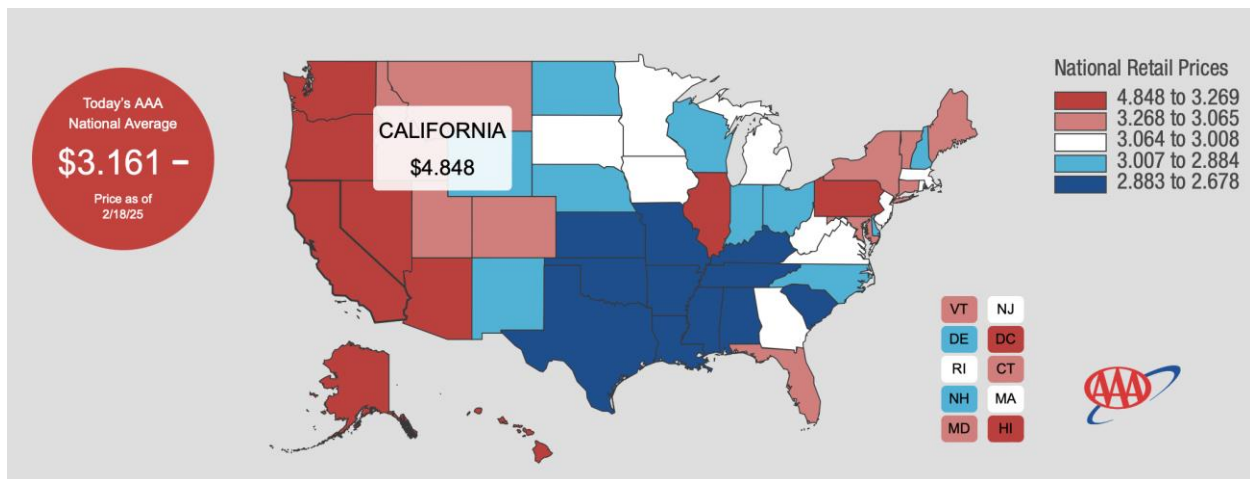 Today's AAA
National Average
$3.161 –
Price as of
2/18/25
CALIFORNIA
$4.848
National Retail Prices
4.848 to 3.269
3.268 to 3.065
3.064 to 3.008
3.007 to 2.884
2.883 to 2.678
VT NJ
DE DC
RI CT
NH MA
MD HI
AAA